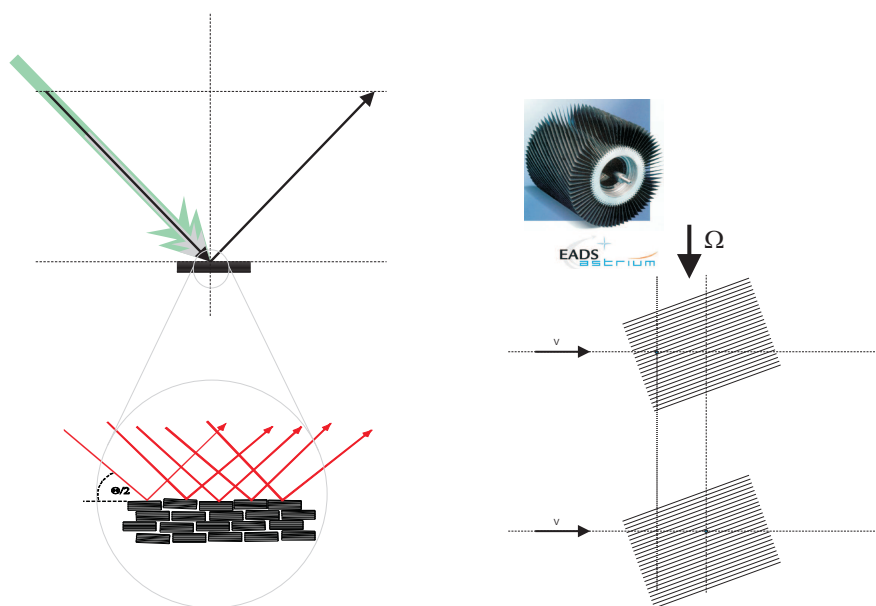 Ω
EADS
astrium
v
Θ/2
v